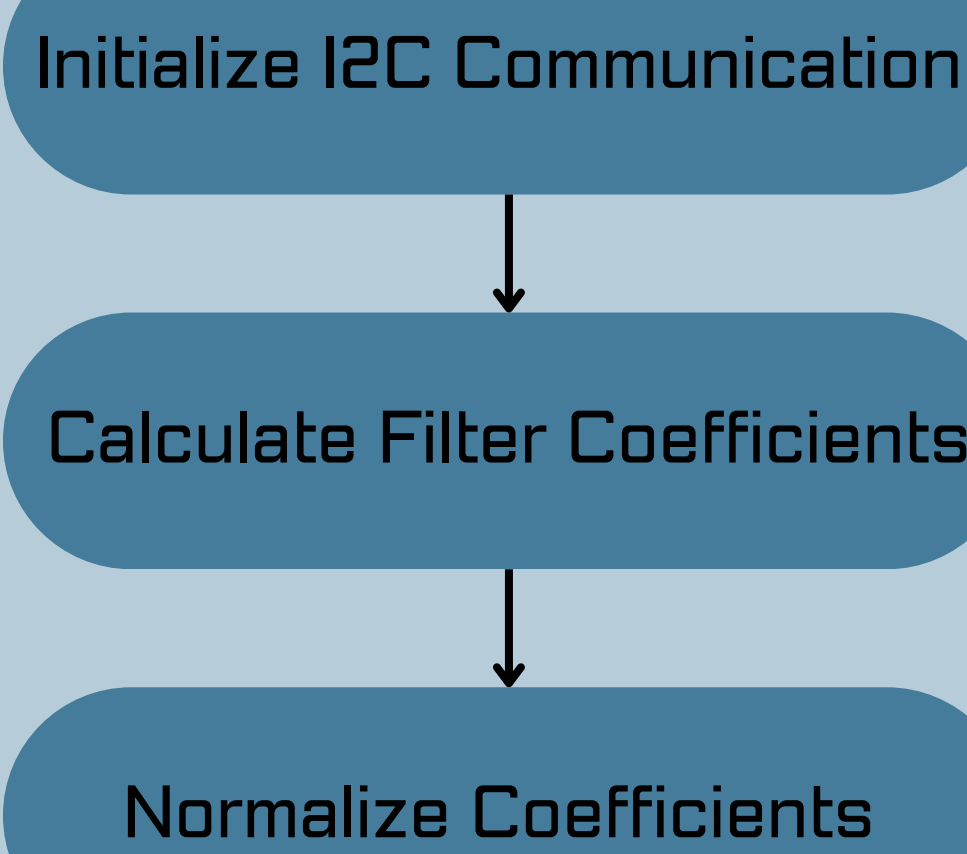 Initialize I2C Communication
Calculate Filter Coefficients
Normalize Coefficients